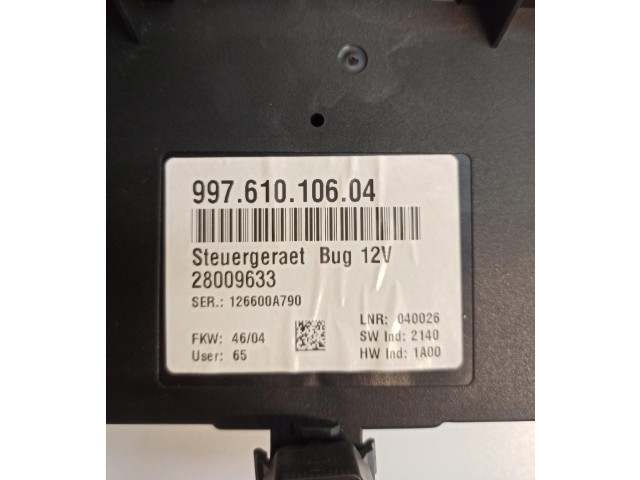 997.610.106.04
Steuergeraet Bug 12V
28009633
SER.: 126600A790
FKW: 46/04
User: 65
LNR: 040026
SW Ind: 2140
HW Ind: 1A00